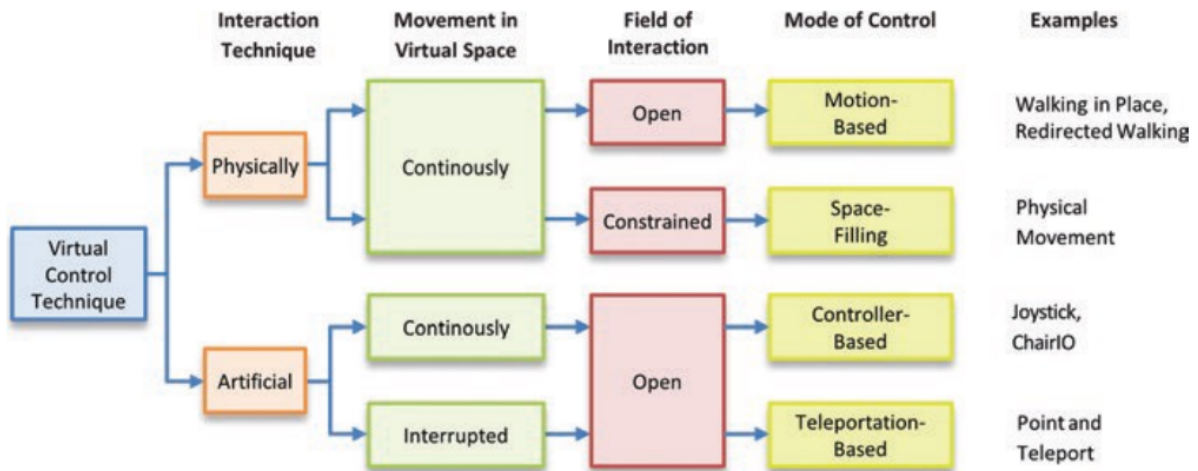 Interaction
Technique
Movement in
Virtual Space
Field of
Interaction
Mode of Control
Examples
Open
Motion-
Based
Walking in Place,
Redirected Walking
Physically
Continously
Constrained
Space-
Filling
Physical
Movement
Virtual
Control
Technique
Continously
Controller-
Based
Joystick,
ChairIO
Artificial
Open
Interrupted
Teleportation-
Based
Point and
Teleport